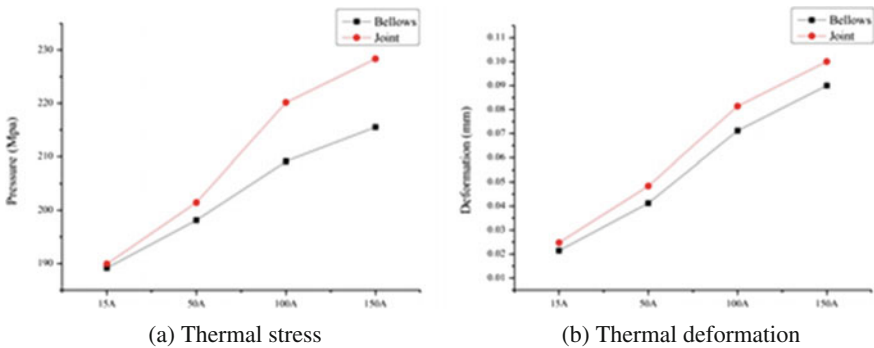 Bellows
Joint
230
220
210
200
190
Pressure (Mpa)
15A
50A
100A
150A
(a) Thermal stress
Bellows
Joint
0.11
0.10
0.09
0.08
0.07
0.06
0.05
0.04
0.03
0.02
0.01
Deformation (mm)
15A
50A
100A
150A
(b) Thermal deformation